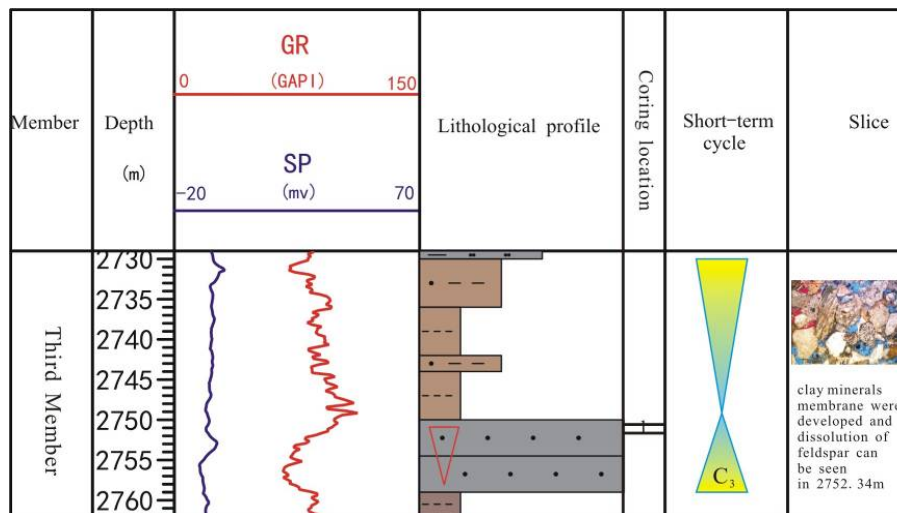 Member
Depth
(m)
GR
0 (GAPI) 150
SP
-20 (mv) 70
Lithological profile
Coring location
Short-term
cycle
Slice
Third Member
2730
2735
2740
2745
2750
2755
2760
C3
clay minerals
membrane were
developed and
dissolution of
feldspar can
be seen
in 2752.34m